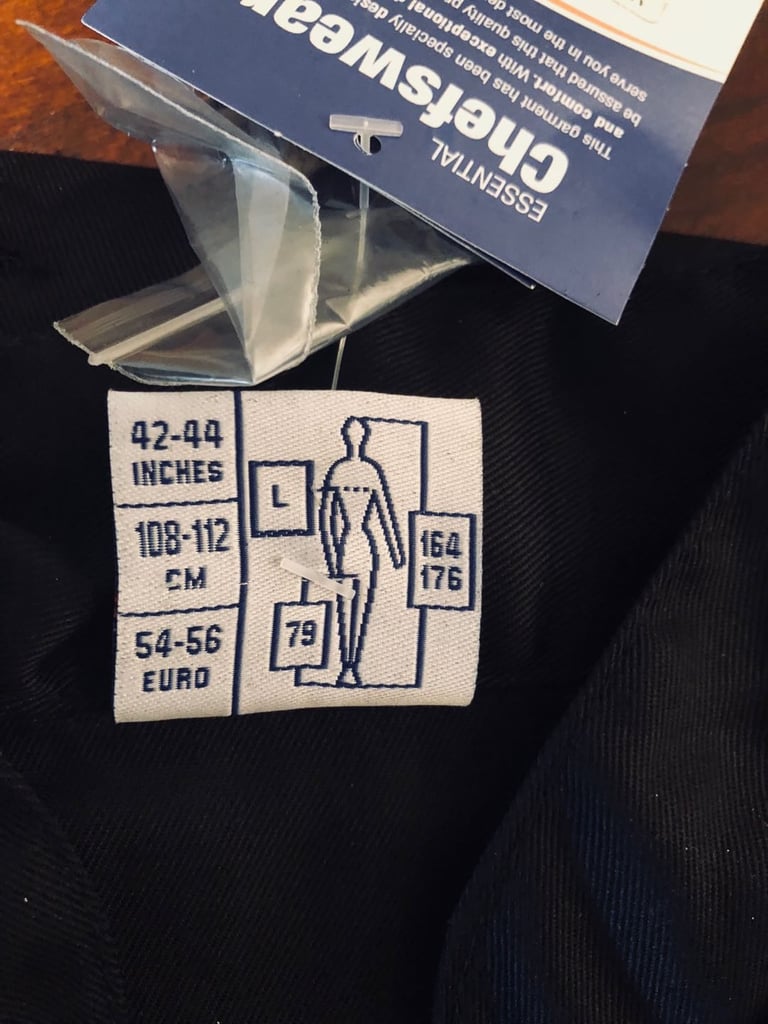 ESSENTIAL
Chefswear
This garment has been specially
and comfort. With exceptional
be assured that this quality
serve you in the most
42-44
INCHES
108-112
CM
54-56
EURO
L
164
176
79